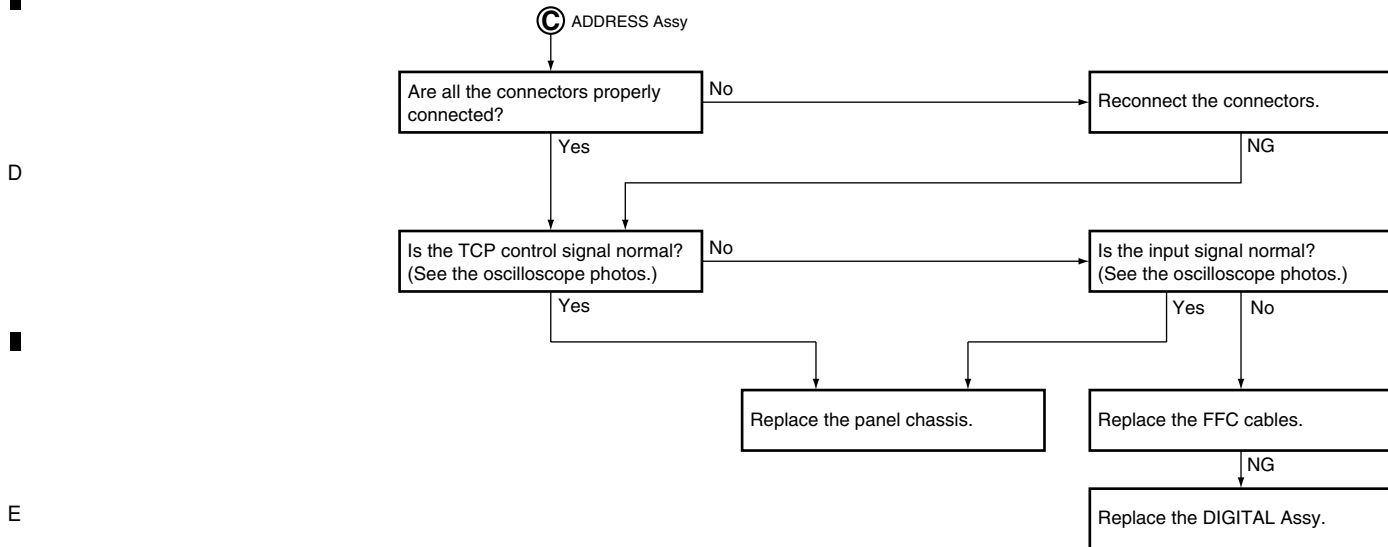 C ADDRESS Assy
Are all the connectors properly
connected?
No
Reconnect the connectors.
Yes
NG
D
Is the TCP control signal normal?
(See the oscilloscope photos.)
No
Is the input signal normal?
(See the oscilloscope photos.)
Yes
Yes
No
Replace the panel chassis.
Replace the FFC cables.
NG
E
Replace the DIGITAL Assy.